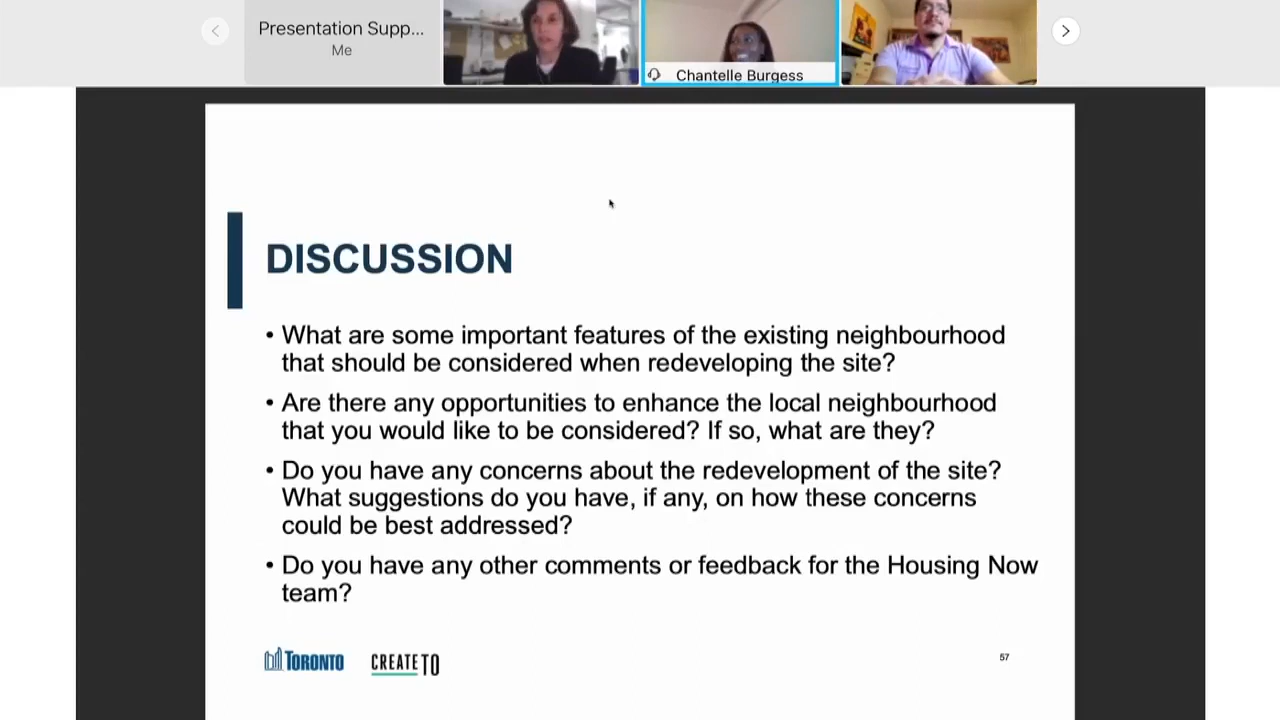 Presentation Supp...
Me
Chantelle Burgess
DISCUSSION
• What are some important features of the existing neighbourhood
that should be considered when redeveloping the site?
• Are there any opportunities to enhance the local neighbourhood
that you would like to be considered? If so, what are they?
• Do you have any concerns about the redevelopment of the site?
What suggestions do you have, if any, on how these concerns
could be best addressed?
• Do you have any other comments or feedback for the Housing Now
team?
TORONTO
CREATETO
57